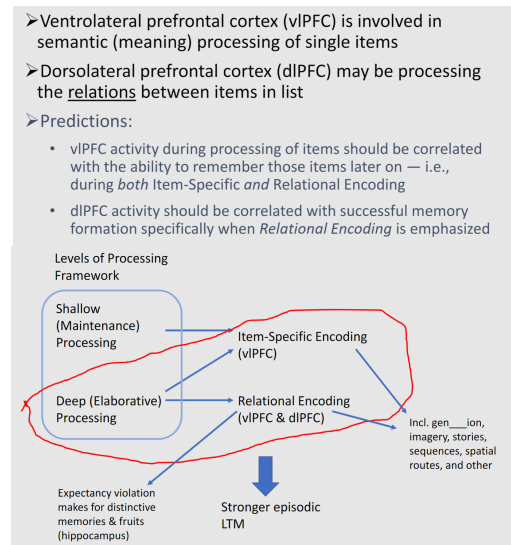 ➢Ventrolateral prefrontal cortex (vlPFC) is involved in
semantic (meaning) processing of single items
➢Dorsolateral prefrontal cortex (dlPFC) may be processing
the relations between items in list
➢Predictions:
• vlPFC activity during processing of items should be correlated
with the ability to remember those items later on — i.e.,
during both Item-Specific and Relational Encoding
• dlPFC activity should be correlated with successful memory
formation specifically when Relational Encoding is emphasized
Levels of Processing
Framework
Shallow
(Maintenance)
Processing
Item-Specific Encoding
(vlPFC)
Deep (Elaborative)
Processing
Relational Encoding
(vlPFC & dlPFC)
Incl. gen___ion,
imagery, stories,
sequences, spatial
routes, and other
Expectancy violation
makes for distinctive
memories & fruits
(hippocampus)
Stronger episodic
LTM